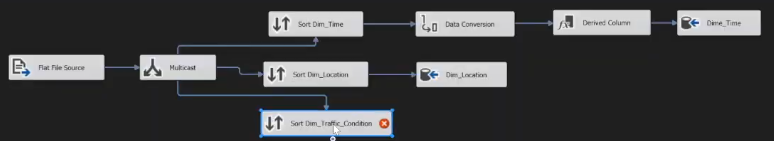 Sort Dim_Time
Data Conversion
Derived Column
Dime_Time
Flat File Source
Multicast
Sort Dim_Location
Dim_Location
Sort Dim_Traffic_Condition